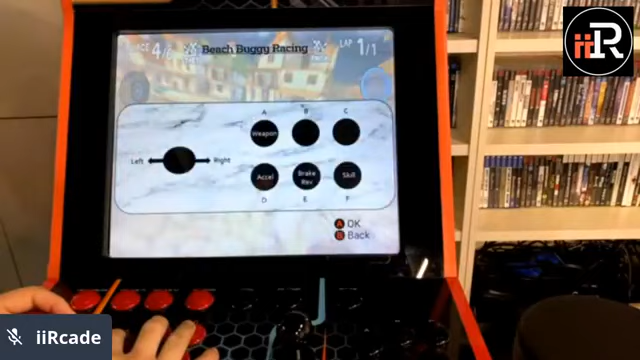 4/6
Beach Buggy Racing
LAP 1/1
A B C
Weapon
Left Right
Accel Brake Rev Skill
D E F
A OK
B Back
iiRcade
iiR